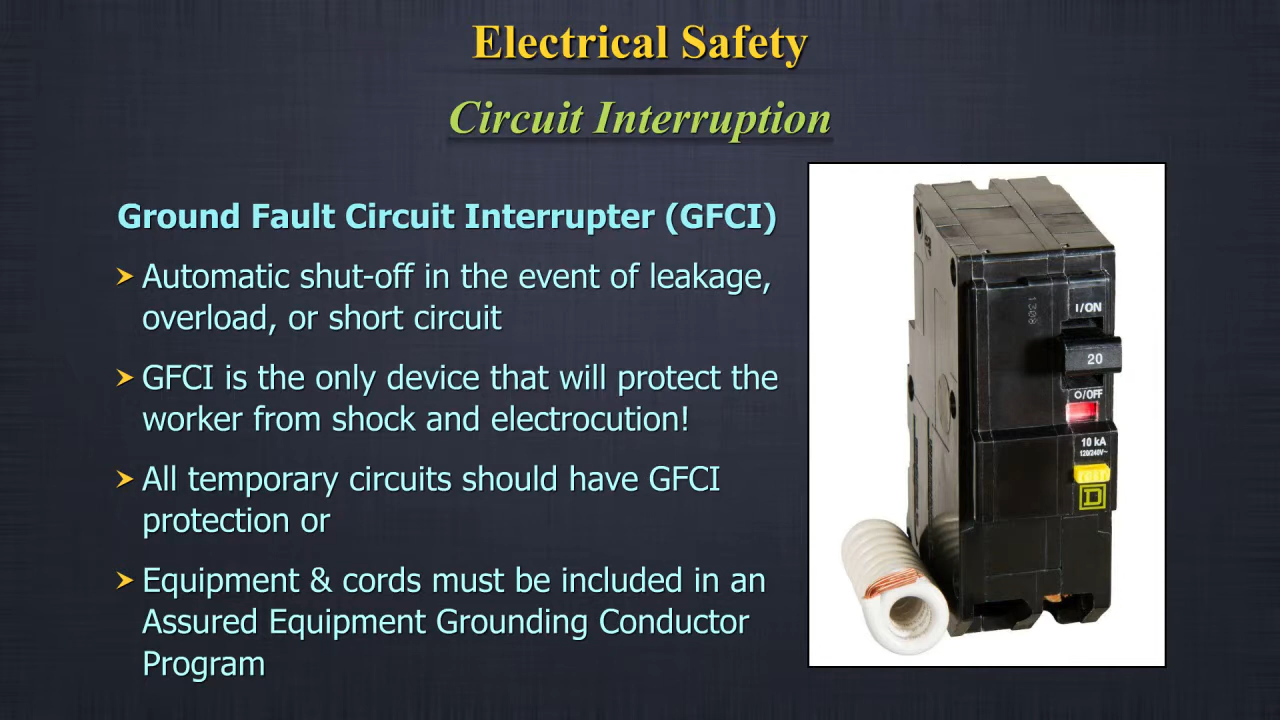 Electrical Safety
Circuit Interruption
Ground Fault Circuit Interrupter (GFCI)
➤ Automatic shut-off in the event of leakage,
overload, or short circuit
➤ GFCI is the only device that will protect the
worker from shock and electrocution!
➤ All temporary circuits should have GFCI
protection or
➤ Equipment & cords must be included in an
Assured Equipment Grounding Conductor
Program
1308
I/ON
20
O/OFF
10 kA
120/240V~
D